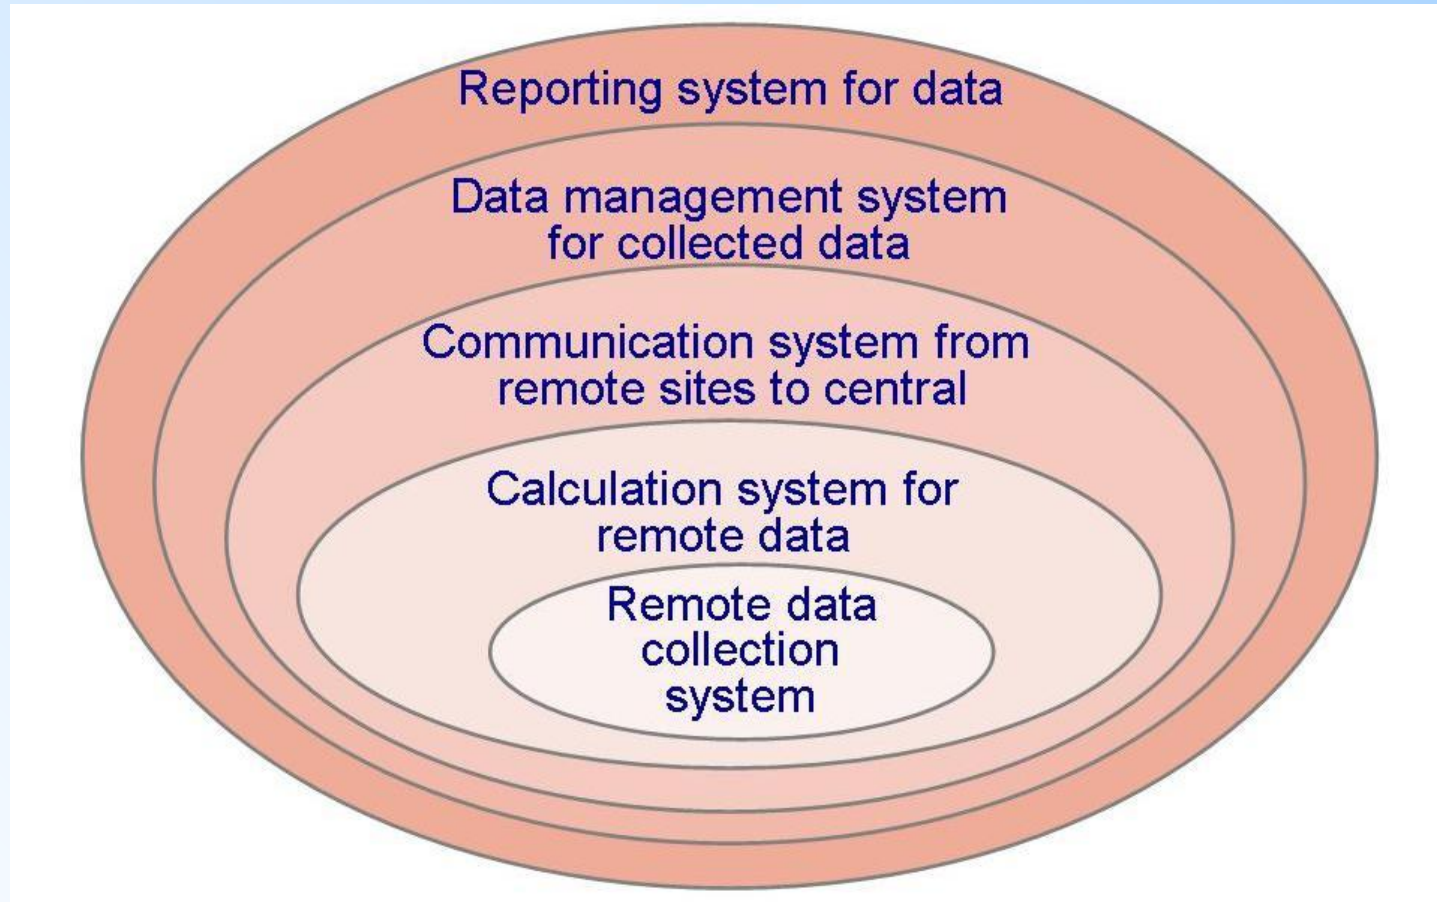 Reporting system for data
Data management system
for collected data
Communication system from
remote sites to central
Calculation system for
remote data
Remote data
collection
system